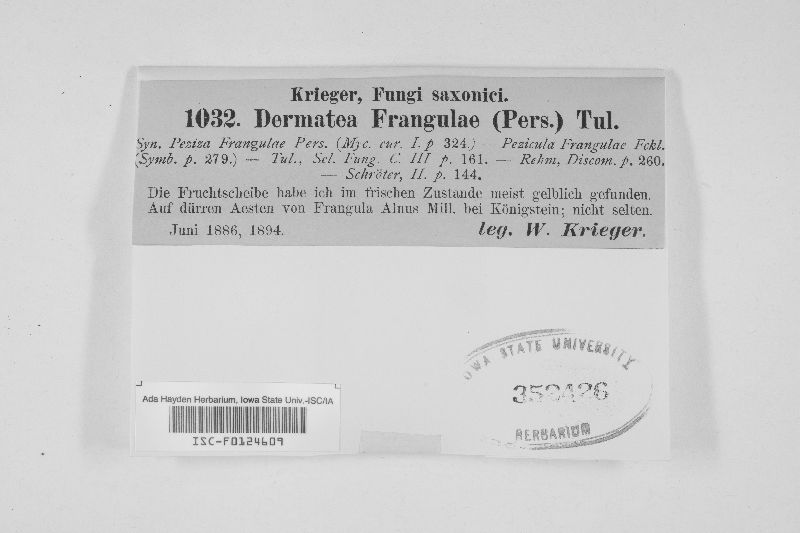 Krieger, Fungi saxonici.
1032. Dermatea Frangulae (Pers.) Tul.
Syn. Peziza Frangulae Pers. (Myc. eur. I. p 324.) — Pezicula Frangulae Fckl.
(Symb. p. 279.) — Tul., Sel. Fung. C. III p. 161. — Rehm, Discom. p. 260.
— Schröter, II. p. 144.
Die Fruchtscheibe habe ich im frischen Zustande meist gelblich gefunden.
Auf dürren Aesten von Frangula Alnus Mill. bei Königstein; nicht selten.
Juni 1886, 1894. leg. W. Krieger.
IOWA STATE UNIVERSITY
HERBARIUM
Ada Hayden Herbarium, Iowa State Univ.-ISC/IA
ISC-F0124609